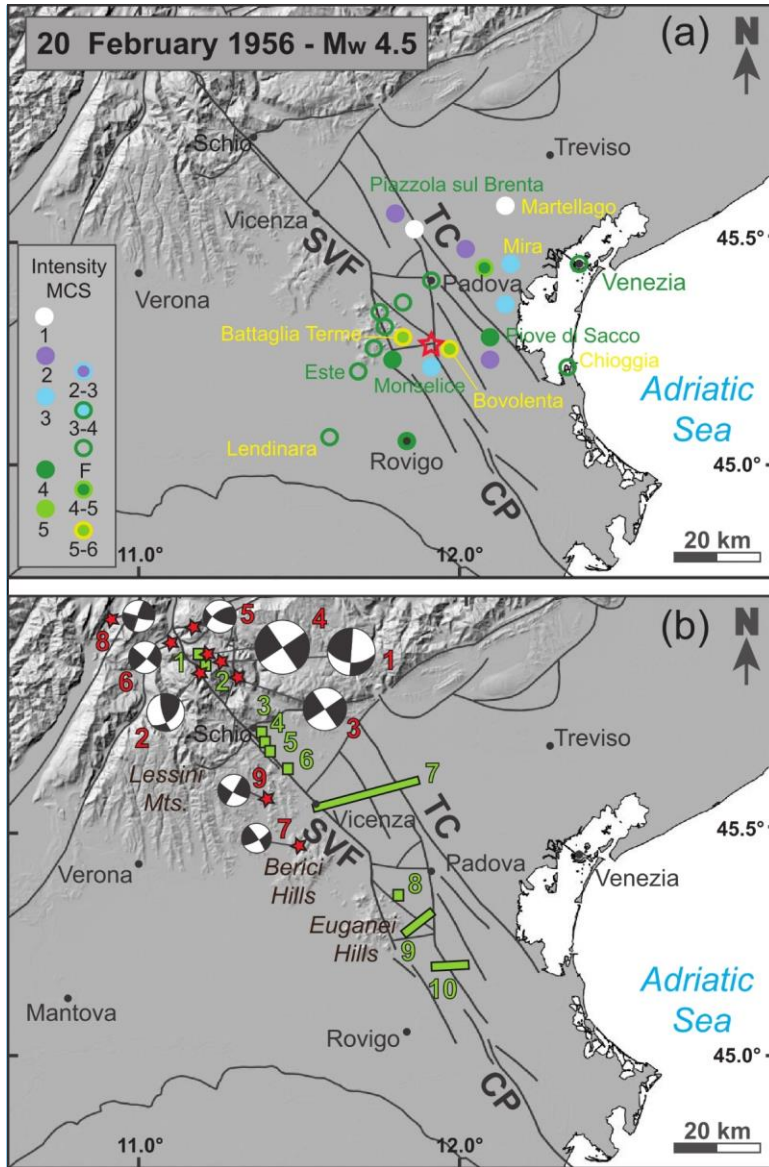 20 February 1956 - Mw 4.5
(a)
N
Schio
Treviso
Piazzola sul Brenta
Martellago
Vicenza
TC
Mira
45.5°
SVF
Intensity
MCS
1
2
2-3
3
3-4
F
4
4-5
5
5-6
Verona
Padova
Venezia
Battaglia Terme
Piove di Sacco
Chioggia
Este
Monselice
Bovolenta
Adriatic
Sea
Lendinara
Rovigo
45.0°
CP
20 km
11.0°
12.0°
(b)
N
8
5
4
1
6
1
2
2
3
Schio
3
4
5
6
Lessini
Mts.
9
7
Treviso
TC
Vicenza
SVF
7
45.5°
Verona
Berici
Hills
Padova
Venezia
8
Euganei
Hills
9
10
Mantova
Adriatic
Sea
Rovigo
45.0°
CP
20 km
11.0°
12.0°